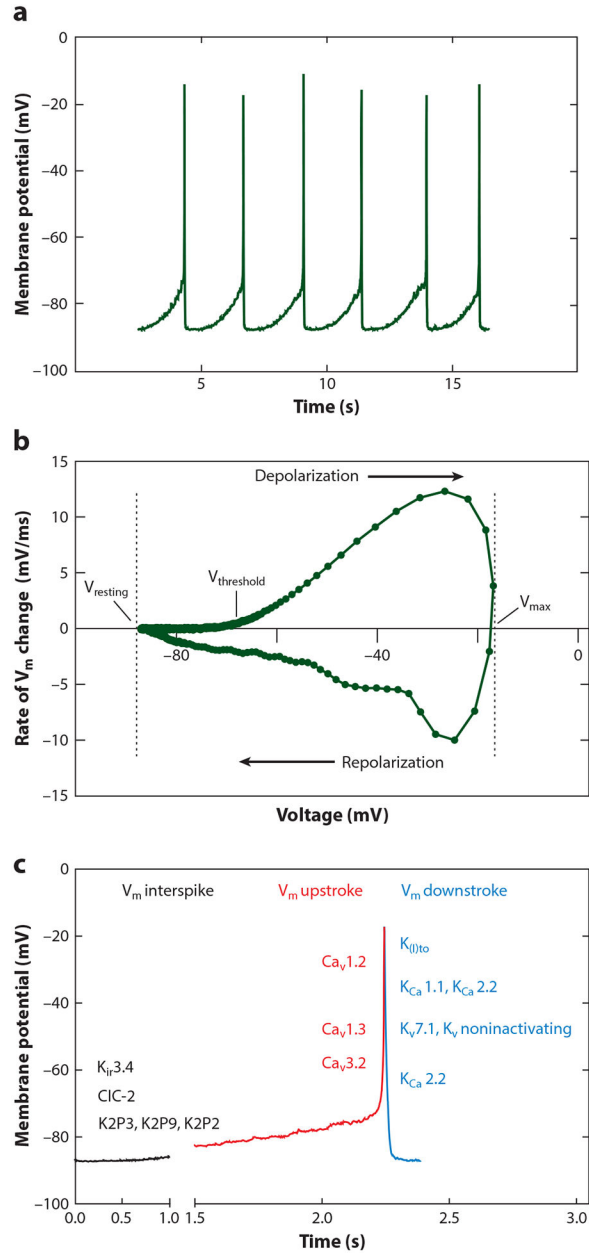 a
0
−20
−40
−60
−80
−100
Membrane potential (mV)
5
10
15
Time (s)
b
15
10
5
0
−5
−10
−15
Rate of Vm change (mV/ms)
Depolarization
Vthreshold
Vresting
Vmax
−80
−40
0
Repolarization
Voltage (mV)
c
0
−20
−40
−60
−80
−100
Membrane potential (mV)
Vm interspike
Vm upstroke
Vm downstroke
K(I)to
Cav1.2
KCa 1.1, KCa 2.2
Cav1.3
Kv7.1, Kv noninactivating
Cav3.2
Kir3.4
KCa 2.2
ClC-2
K2P3, K2P9, K2P2
0.0
0.5
1.0
1.5
2.0
2.5
3.0
Time (s)